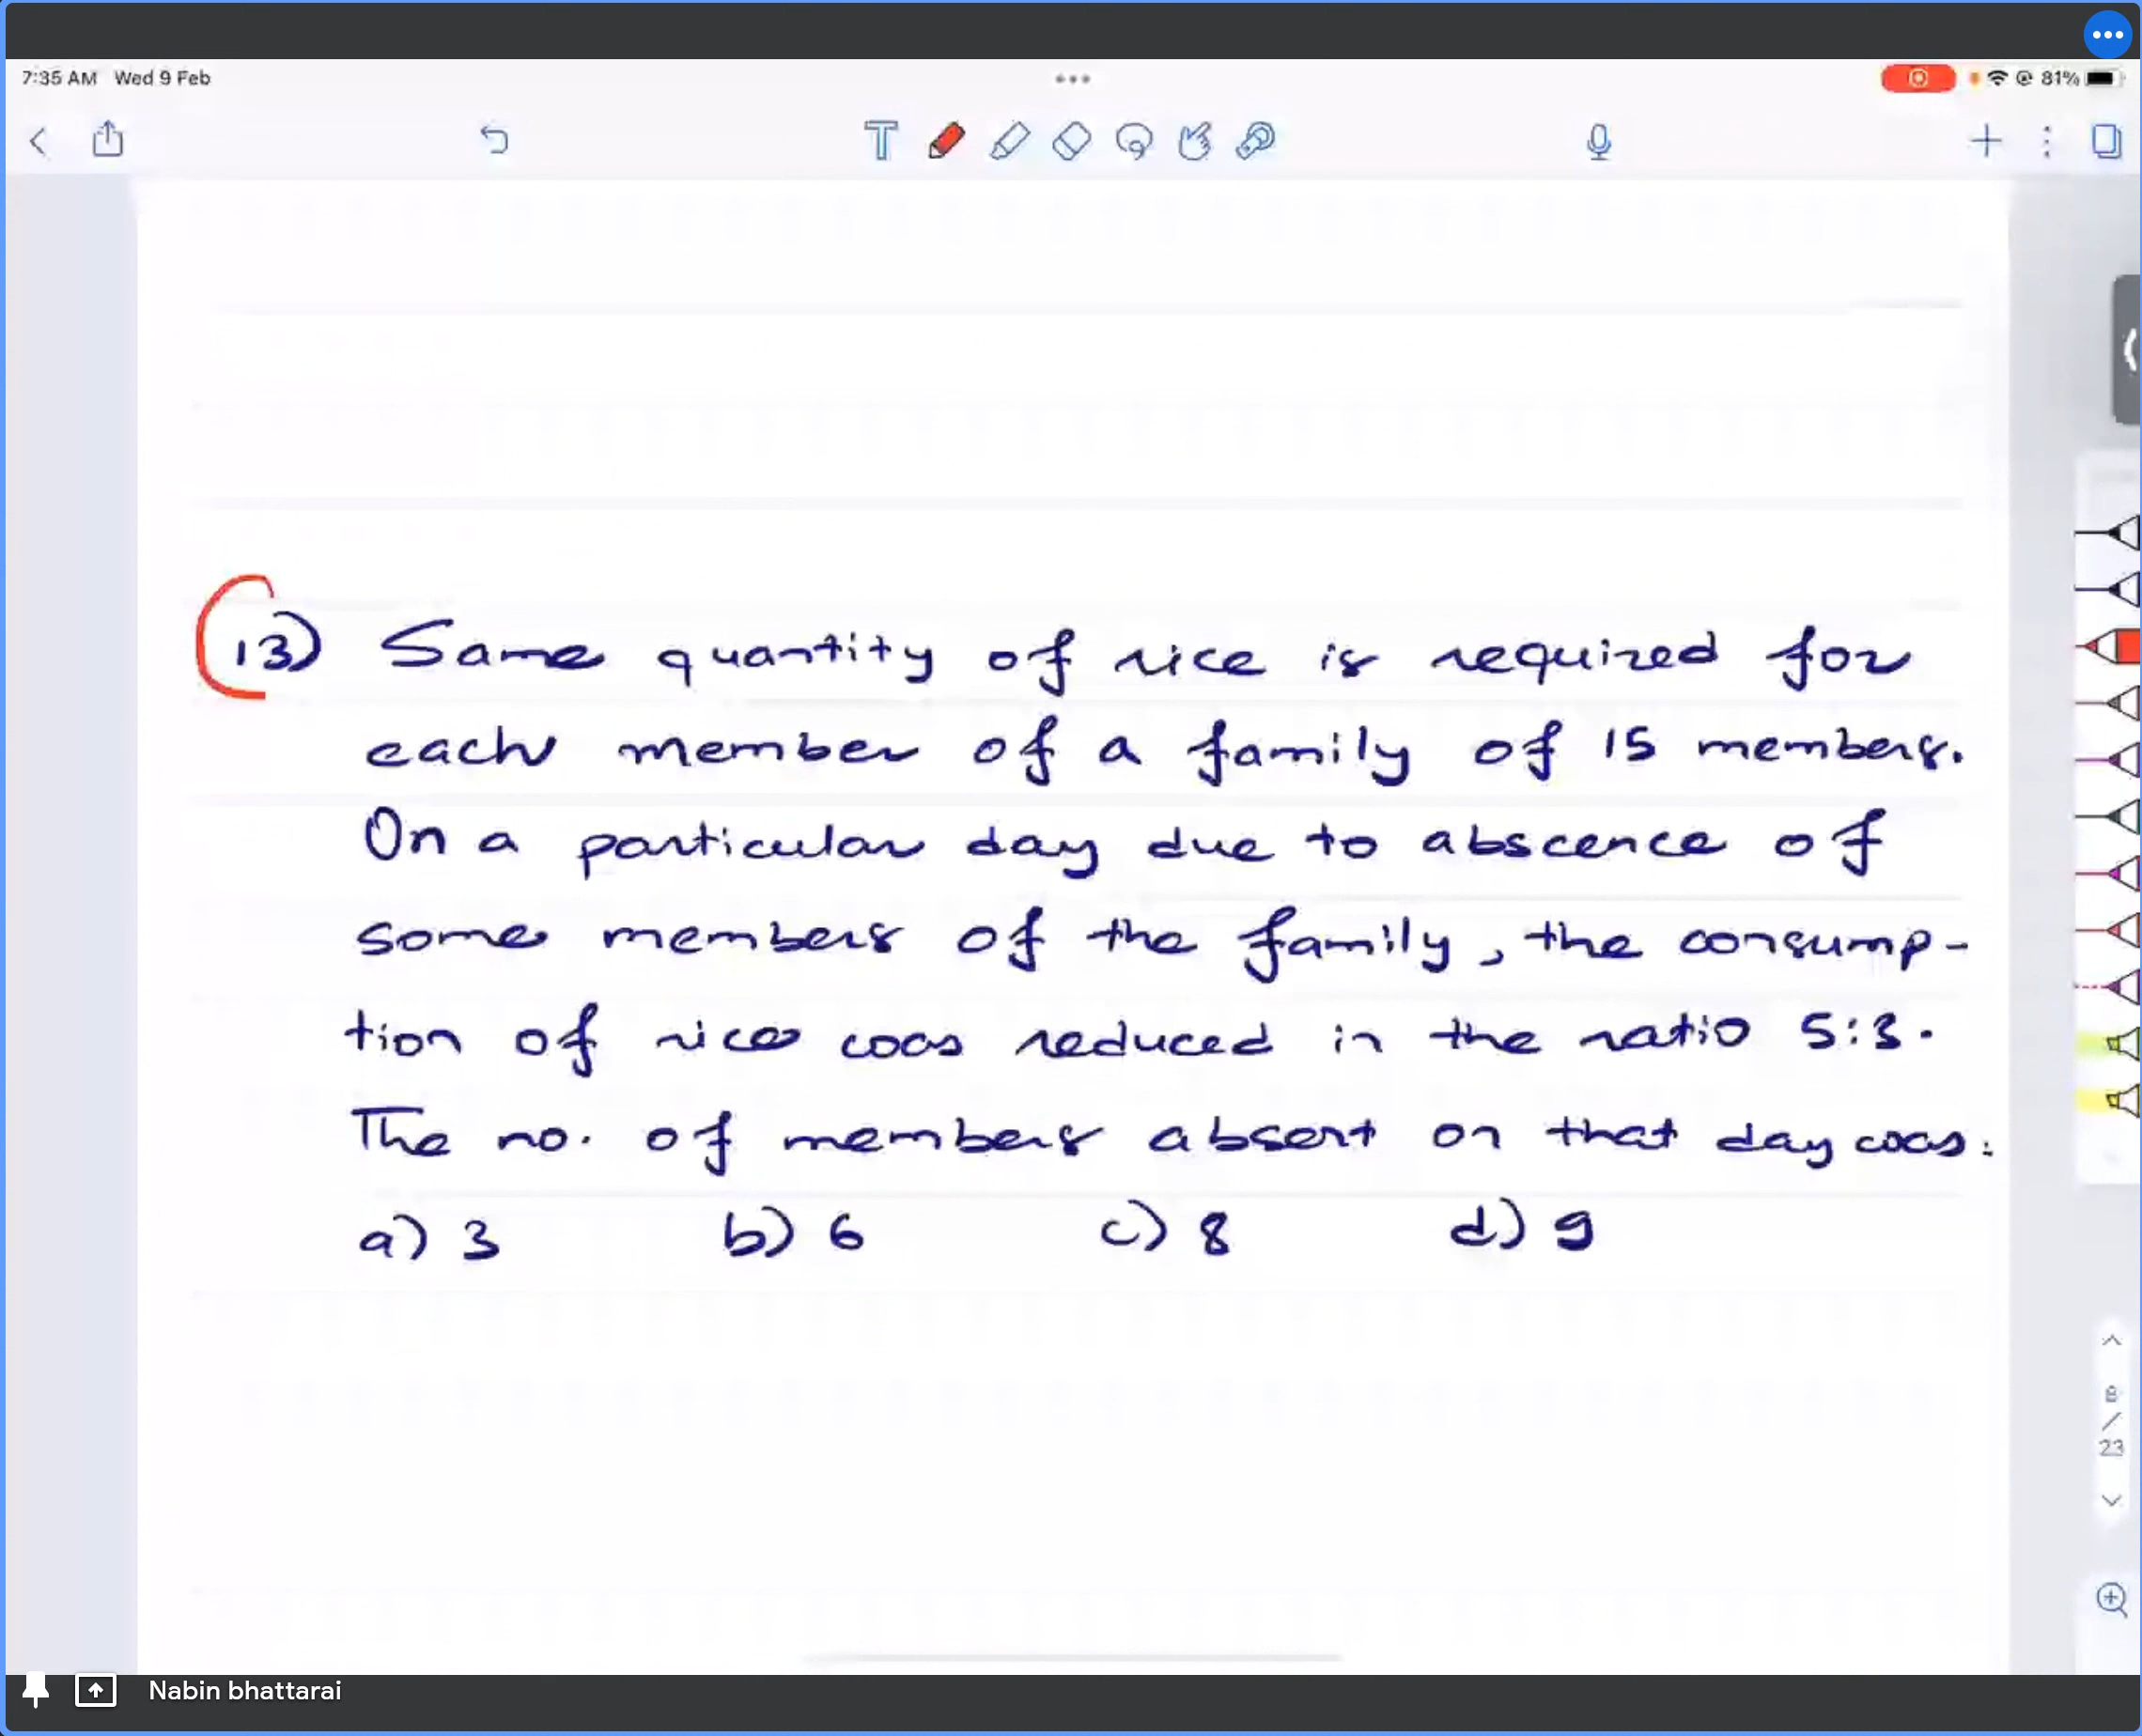 7:35 AM Wed 9 Feb
81%
13) Same quantity of rice is required for
each member of a family of 15 members.
On a particular day due to abscence of
some members of the family, the consump-
tion of rice was reduced in the ratio 5:3.
The no. of members absent on that day was:
a) 3 b) 6 c) 8 d) 9
8
/
23
Nabin bhattarai